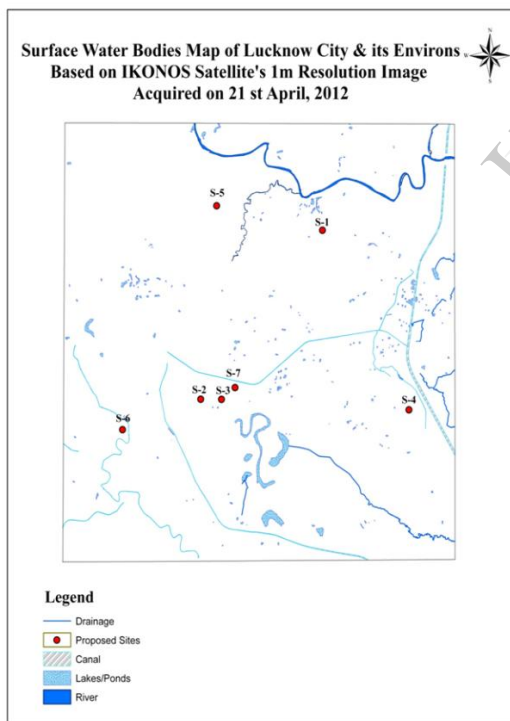 Surface Water Bodies Map of Lucknow City & its Environs
Based on IKONOS Satellite's 1m Resolution Image
Acquired on 21 st April, 2012
S-5
S-1
S-7
S-2
S-3
S-4
S-6
Legend
Drainage
Proposed Sites
Canal
Lakes/Ponds
River